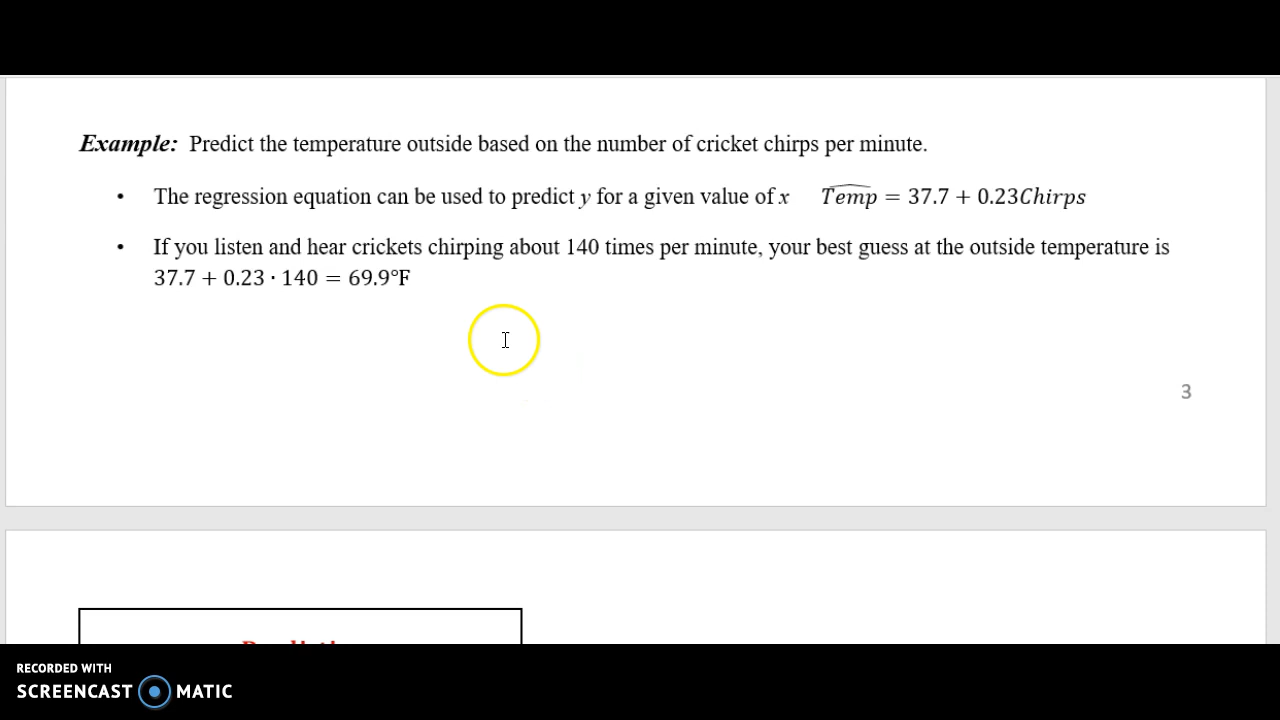 Example: Predict the temperature outside based on the number of cricket chirps per minute.
• The regression equation can be used to predict y for a given value of x $\widehat{Temp} = 37.7 + 0.23Chirps$
• If you listen and hear crickets chirping about 140 times per minute, your best guess at the outside temperature is
37.7 + 0.23 · 140 = 69.9°F
3
RECORDED WITH
SCREENCAST MATIC